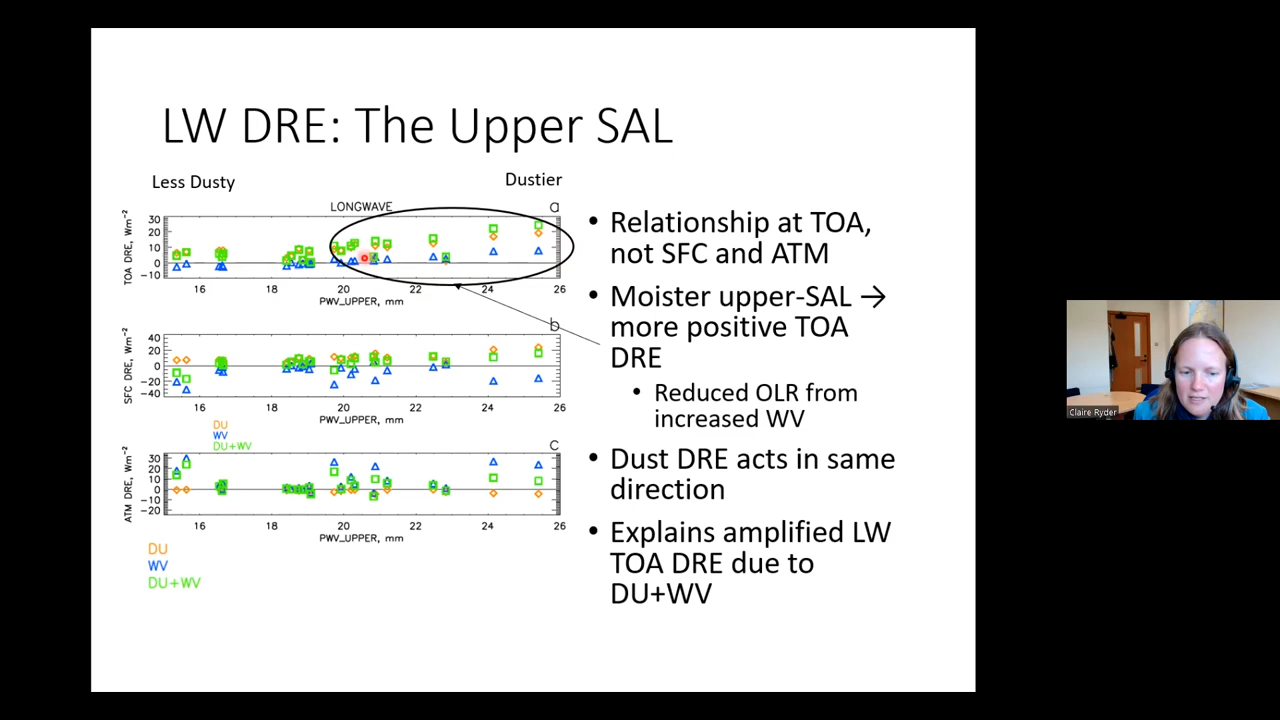 LW DRE: The Upper SAL
Less Dusty
Dustier
LONGWAVE
a
TOA DRE, Wm-2
30
20
10
0
-10
16 18 20 22 24 26
PWV_UPPER, mm
b
SFC DRE, Wm-2
40
20
0
-20
-40
16 18 20 22 24 26
PWV_UPPER, mm
DU
WV
DU+WV
c
ATM DRE, Wm-2
30
20
10
0
-10
-20
16 18 20 22 24 26
PWV_UPPER, mm
DU
WV
DU+WV
• Relationship at TOA,
not SFC and ATM
• Moister upper-SAL →
more positive TOA
DRE
• Reduced OLR from
increased WV
• Dust DRE acts in same
direction
• Explains amplified LW
TOA DRE due to
DU+WV
Claire Ryder